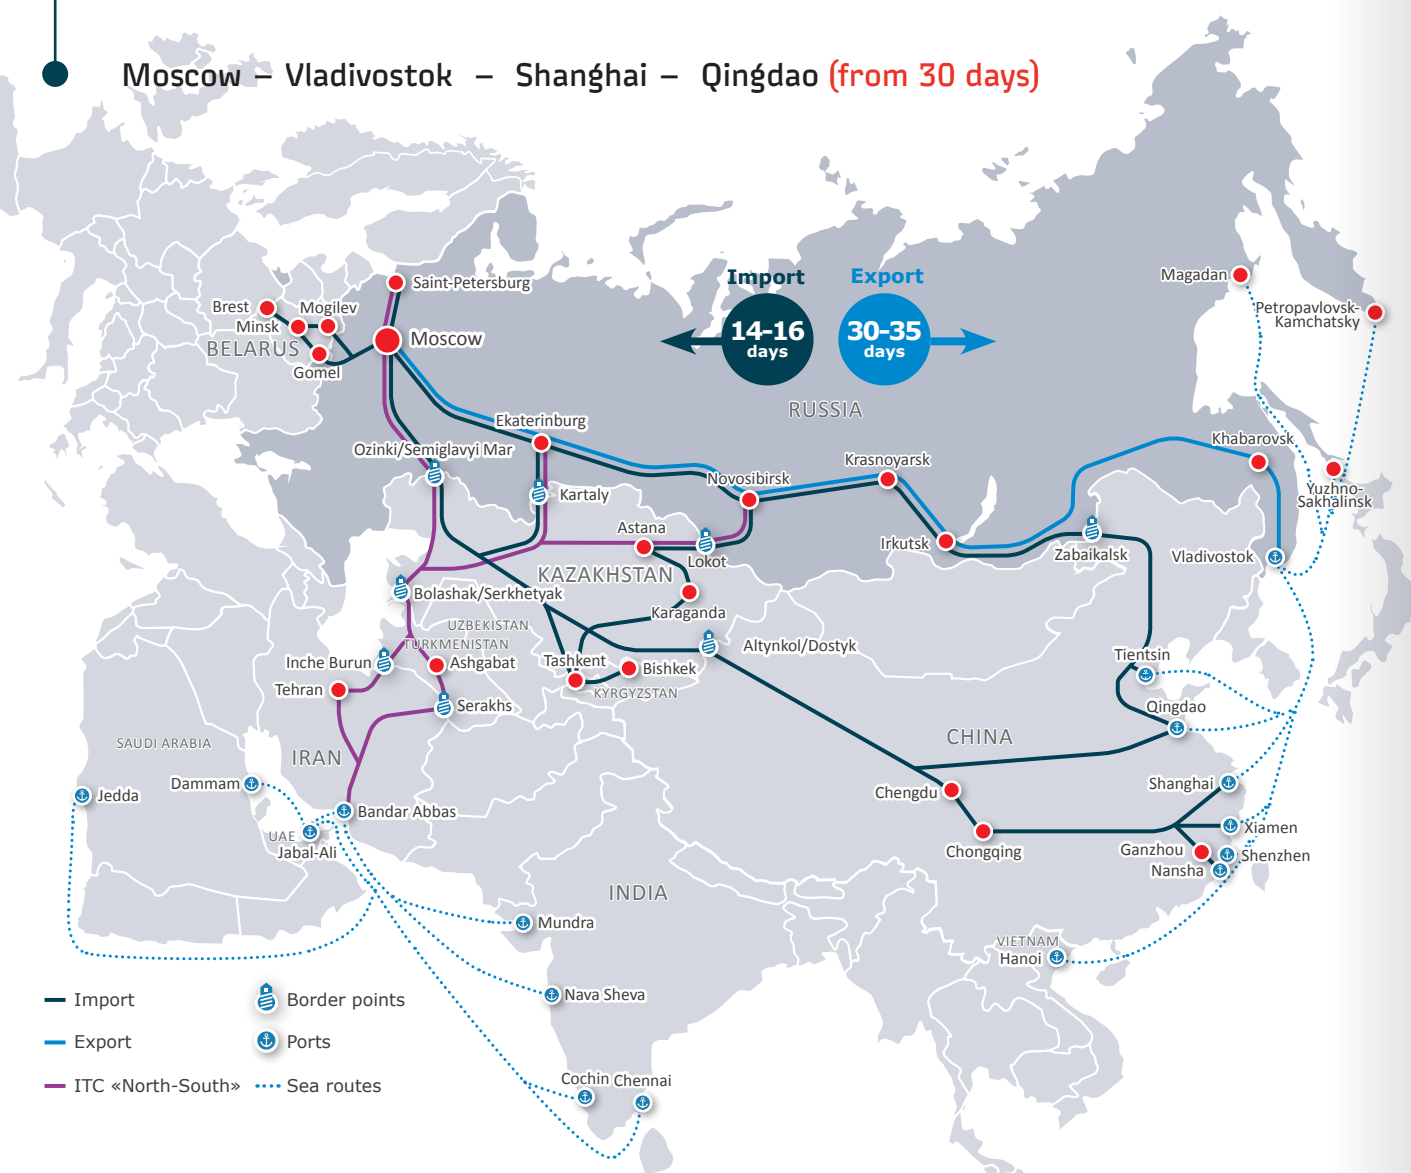 Moscow – Vladivostok – Shanghai – Qingdao (from 30 days)
Import
14-16
days
Export
30-35
days
Saint-Petersburg
Brest
Mogilev
Minsk
BELARUS
Gomel
Moscow
Magadan
Petropavlovsk-
Kamchatsky
RUSSIA
Ekaterinburg
Ozinki/Semiglavyi Mar
Kartaly
Novosibirsk
Krasnoyarsk
Khabarovsk
Yuzhno-
Sakhalinsk
Astana
Lokot
Irkutsk
Zabaikalsk
Vladivostok
KAZAKHSTAN
Bolashak/Serkhetyak
Karaganda
UZBEKISTAN
TURKMENISTAN
Altynkol/Dostyk
Inche Burun
Ashgabat
Tashkent
Bishkek
KYRGYZSTAN
Tientsin
Tehran
Serakhs
Qingdao
SAUDI ARABIA
IRAN
CHINA
Dammam
Jedda
Bandar Abbas
Chengdu
Shanghai
UAE
Jabal-Ali
Chongqing
Xiamen
Ganzhou
Shenzhen
Nansha
INDIA
Mundra
VIETNAM
Hanoi
Nava Sheva
Cochin
Chennai
Import
Border points
Export
Ports
ITC «North-South»
Sea routes